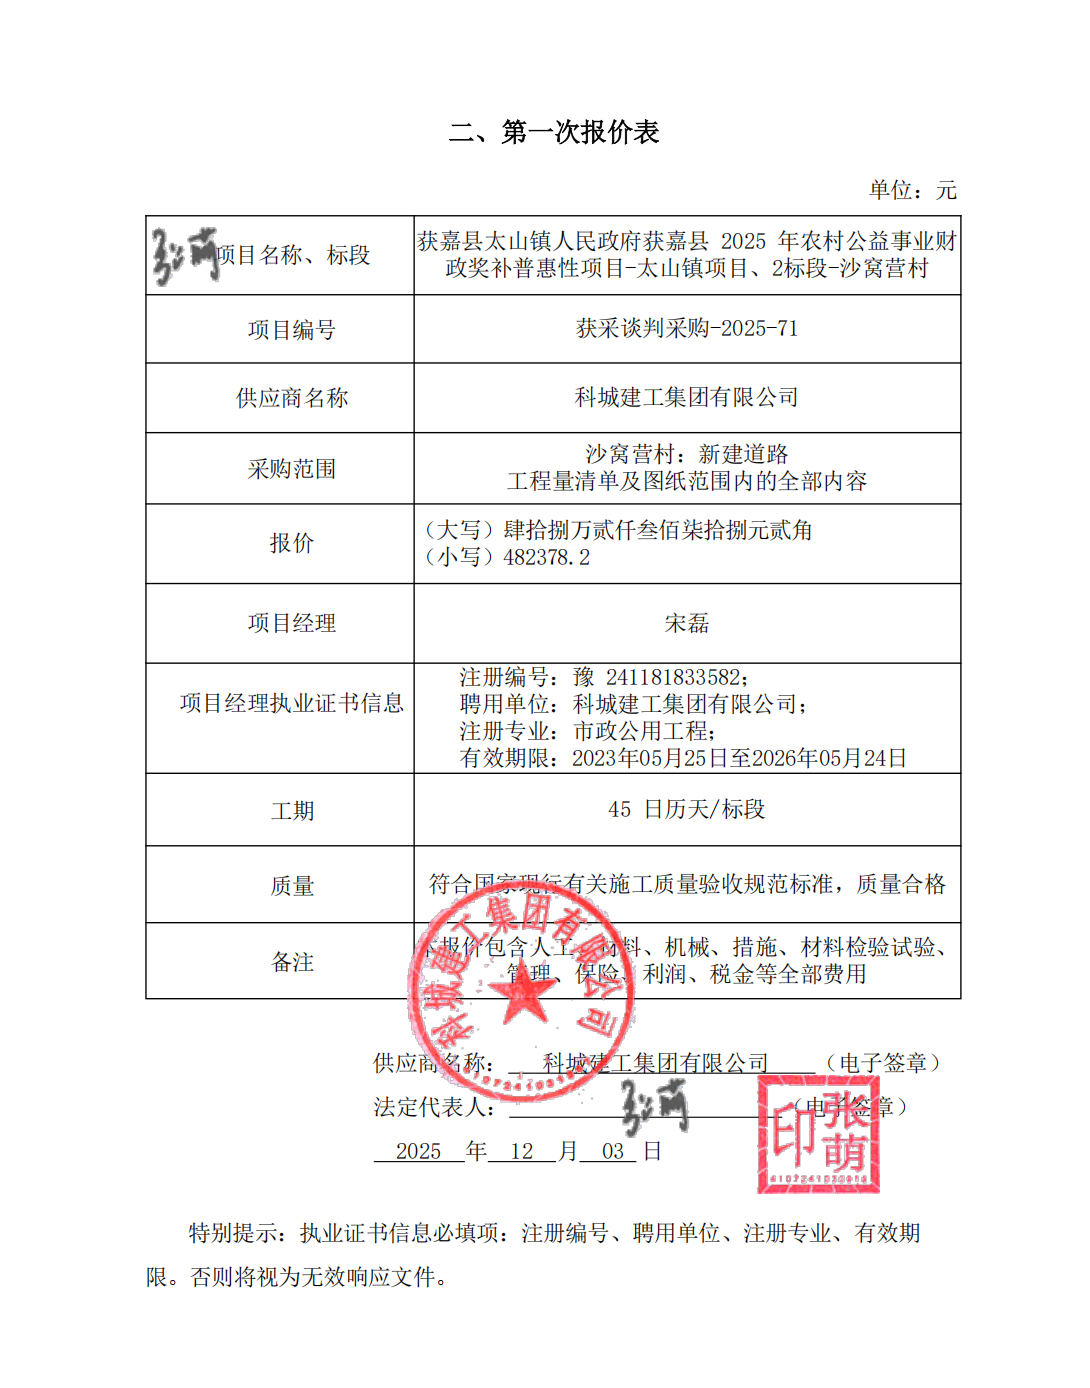 二、第一次报价表
单位：元
张萌
项目名称、标段
获嘉县太山镇人民政府获嘉县 2025 年农村公益事业财
政奖补普惠性项目-太山镇项目、2标段-沙窝营村
项目编号
获采谈判采购-2025-71
供应商名称
科城建工集团有限公司
采购范围
沙窝营村：新建道路
工程量清单及图纸范围内的全部内容
报价
（大写）肆拾捌万贰仟叁佰柒拾捌元贰角
（小写）482378.2
项目经理
宋磊
项目经理执业证书信息
注册编号：豫 241181833582；
聘用单位：科城建工集团有限公司；
注册专业：市政公用工程；
有效期限：2023年05月25日至2026年05月24日
工期
45 日历天/标段
质量
符合国家现行有关施工质量验收规范标准，质量合格
备注
本报价包含人工、材料、机械、措施、材料检验试验、
管理、保险、利润、税金等全部费用
科城建工集团有限公司
供应商名称：科城建工集团有限公司（电子签章）
法定代表人：张萌（电子签章）
张萌印
2025 年 12 月 03 日
特别提示：执业证书信息必填项：注册编号、聘用单位、注册专业、有效期
限。否则将视为无效响应文件。